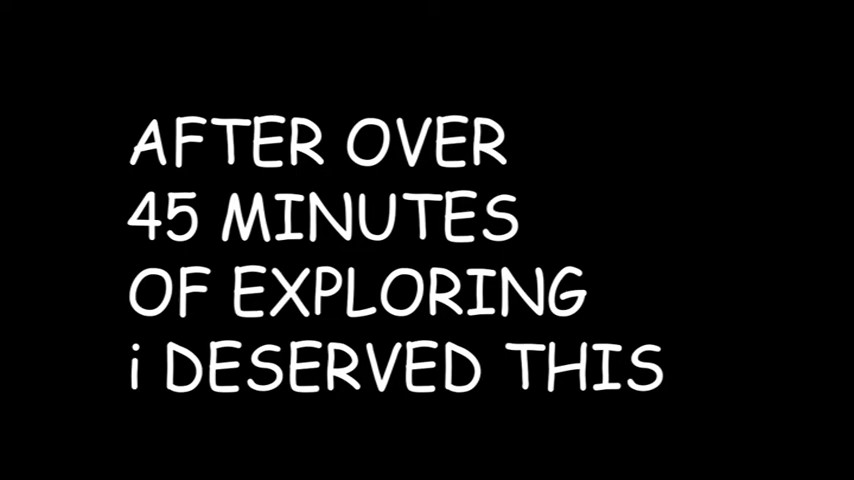 AFTER OVER
45 MINUTES
OF EXPLORING
i DESERVED THIS